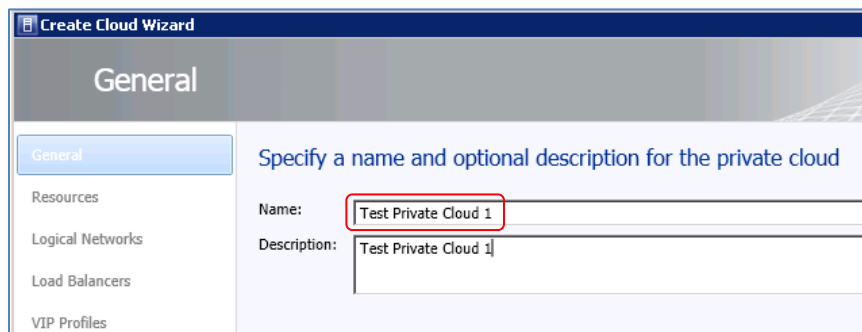 Create Cloud Wizard
General
General
Specify a name and optional description for the private cloud
Resources
Name: Test Private Cloud 1
Logical Networks
Description: Test Private Cloud 1
Load Balancers
VIP Profiles